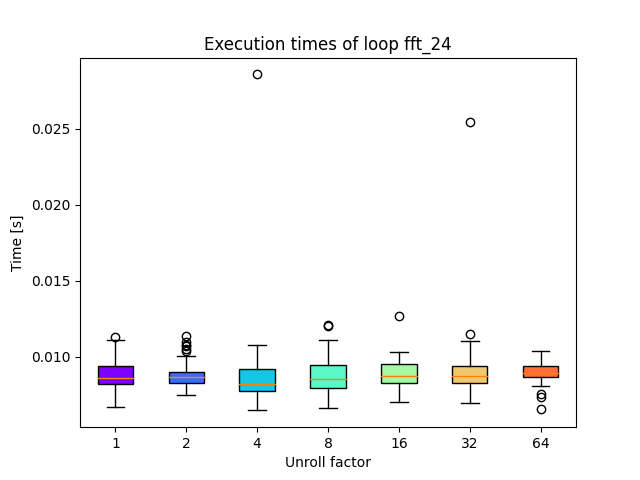 Execution times of loop fft_24
Time [s]
0.025
0.020
0.015
0.010
1 2 4 8 16 32 64
Unroll factor